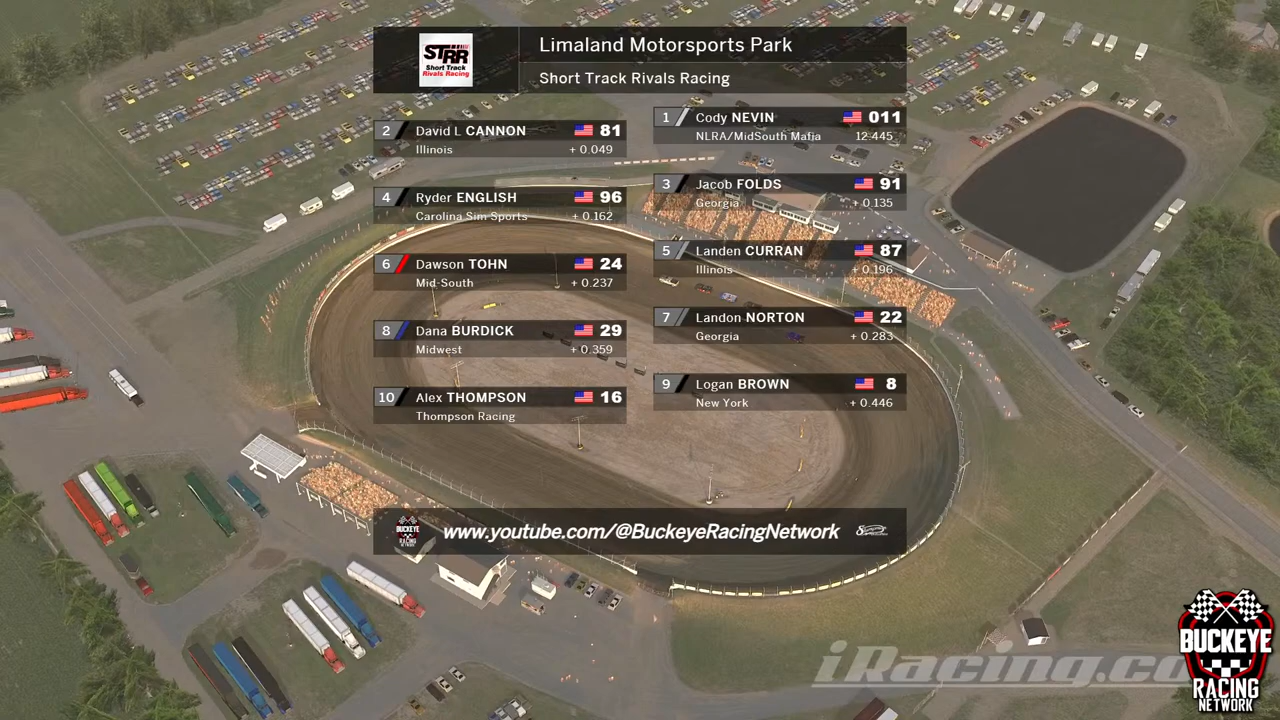 STRR
Short Track
Rivals Racing
Limaland Motorsports Park
Short Track Rivals Racing
1 Cody NEVIN 011
NLRA/MidSouth Mafia 12.445
2 David L CANNON 81
Illinois + 0.049
3 Jacob FOLDS 91
Georgia + 0.135
4 Ryder ENGLISH 96
Carolina Sim Sports + 0.162
5 Landen CURRAN 87
Illinois + 0.196
6 Dawson TOHN 24
Mid-South + 0.237
7 Landon NORTON 22
Georgia + 0.283
8 Dana BURDICK 29
Midwest + 0.359
9 Logan BROWN 8
New York + 0.446
10 Alex THOMPSON 16
Thompson Racing
BUCKEYE
RACING
NETWORK
www.youtube.com/@BuckeyeRacingNetwork
iRacing.co
BUCKEYE
RACING
NETWORK